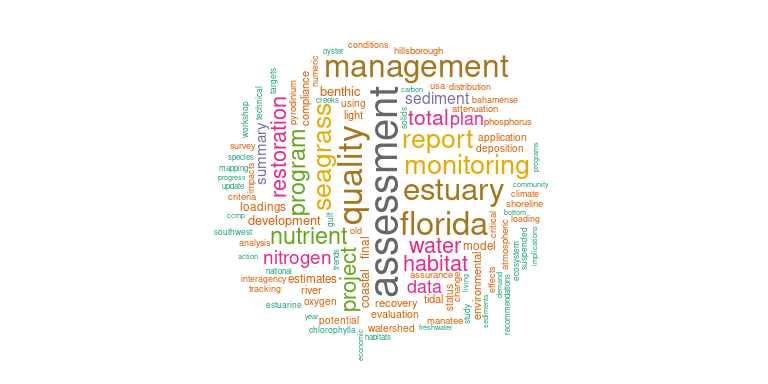 conditions
oyster
hillsborough
management
numeric
targets
technical
workshop
pyrodinium
compliance
benthic
creeks
using
light
carbon
usa
distribution
sediment
bahamense
attenuation
solids
total
plan
phosphorus
restoration
summary
program
seagrass
quality
assessment
report
application
deposition
survey
species
mapping
progress
update
impacts
monitoring
programs
criteria
loadings
estuary
community
climate
shoreline
ccmp
development
gulf
florida
bottom
loading
critical
southwest
nutrient
old
analysis
water
model
atmospheric
ecosystem
suspended
implications
action
nitrogen
trends
final
habitat
national
interagency
estimates
project
coastal
assurance
data
status
change
living
environmental
effects
demand
recommendations
tracking
river
estuarine
oxygen
recovery
tidal
study
sediments
year
potential
evaluation
manatee
chlorophylla
watershed
freshwater
economic
habitats